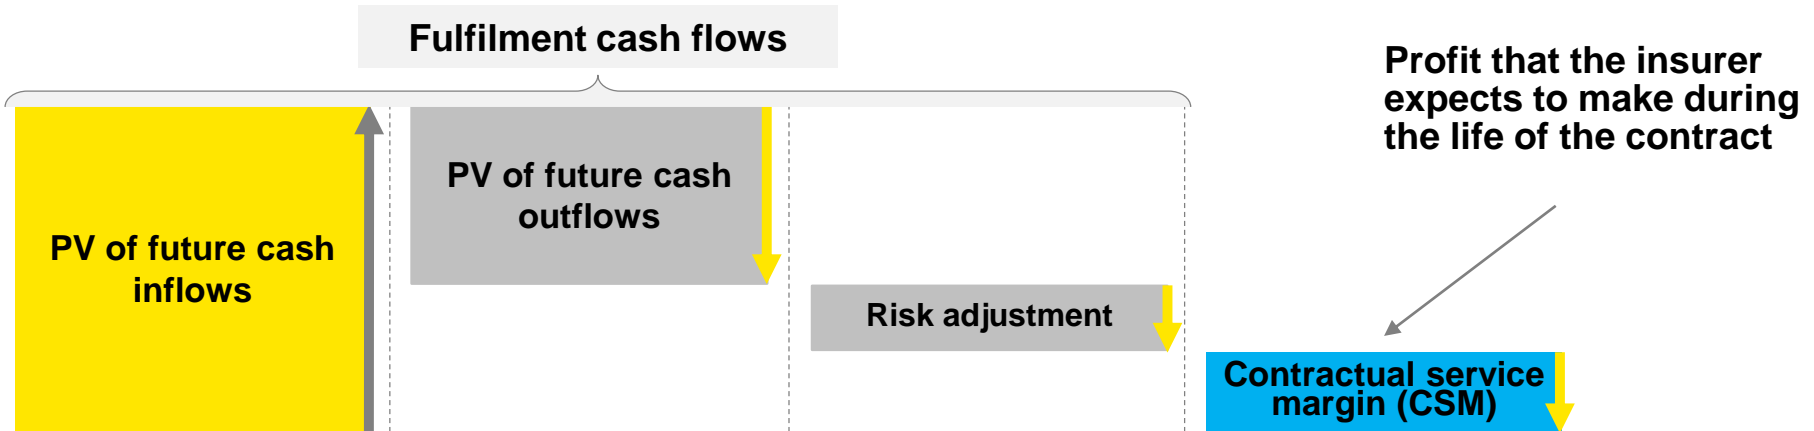 Fulfilment cash flows
Profit that the insurer
expects to make during
the life of the contract
PV of future cash
inflows
PV of future cash
outflows
Risk adjustment
Contractual service
margin (CSM)